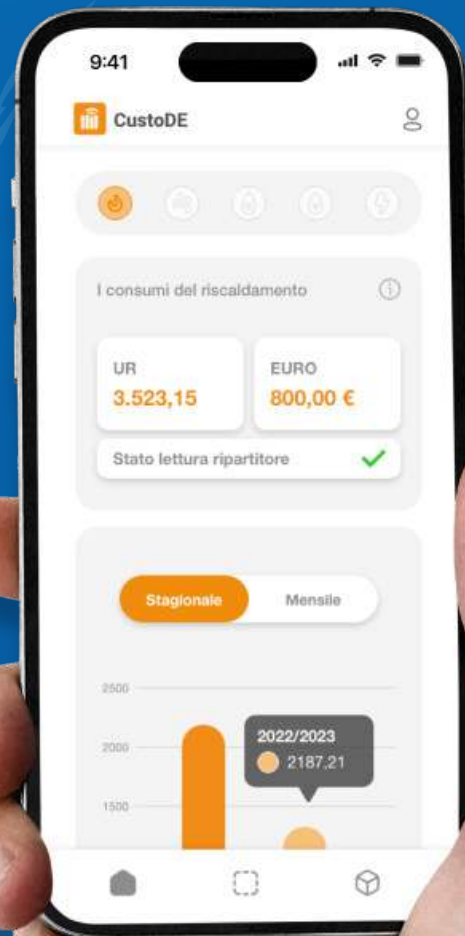 9:41
CustoDE
I consumi del riscaldamento
UR
EURO
3.523,15
800,00 €
Stato lettura ripartitore
Stagionale
Mensile
2500
2022/2023
2000
2187,21
1500